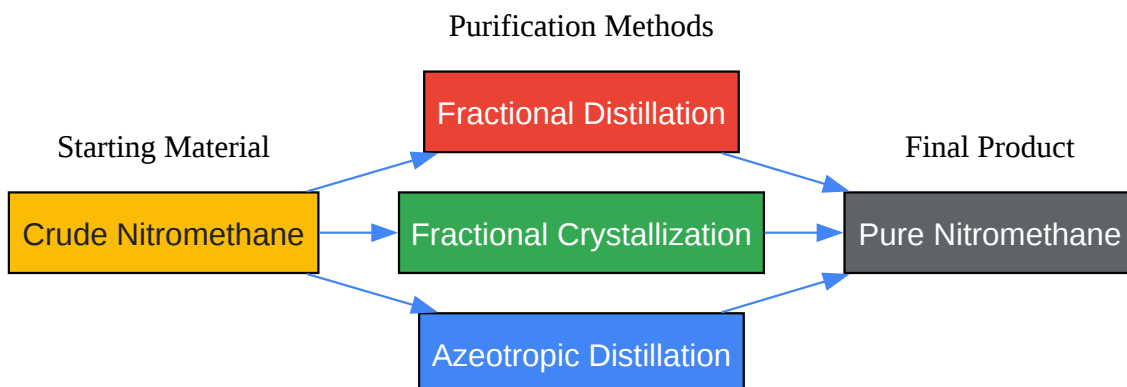 Purification Methods
Fractional Distillation
Starting Material
Final Product
Crude Nitromethane
Fractional Crystallization
Pure Nitromethane
Azeotropic Distillation